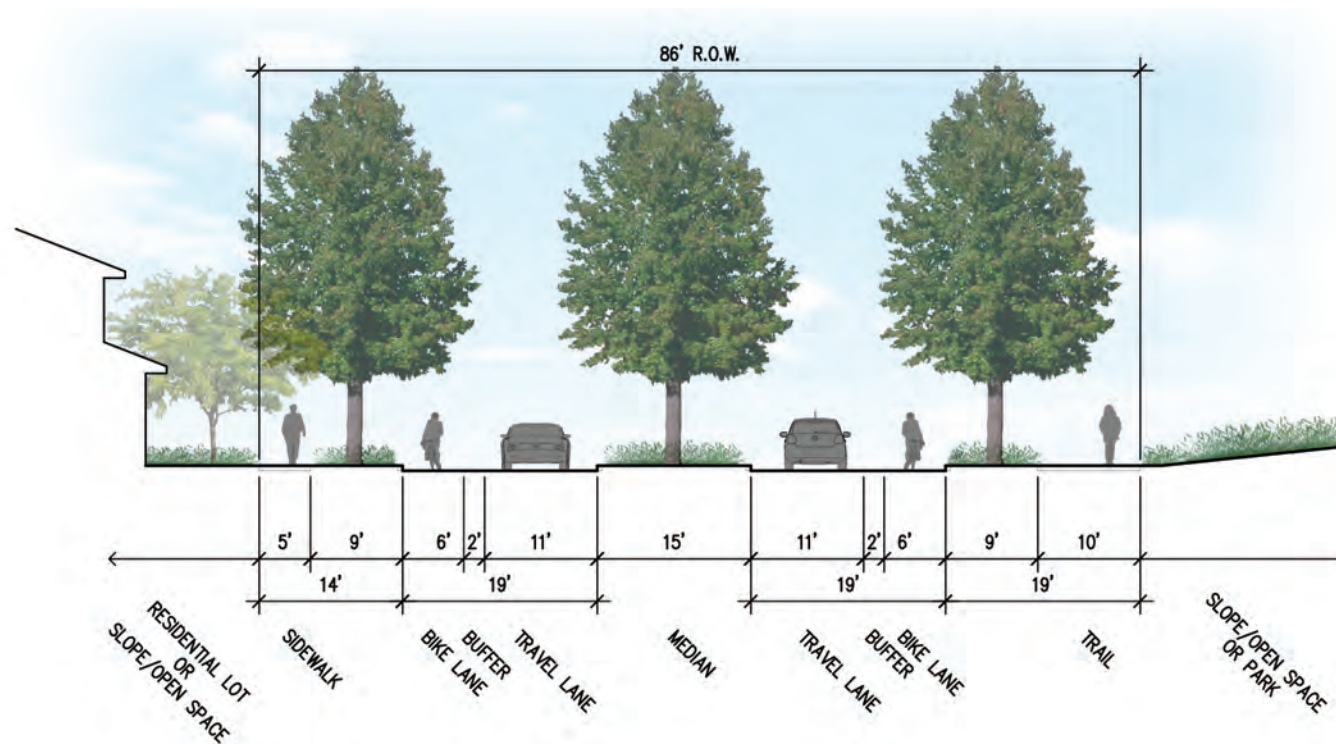 86' R.O.W.
5'
9'
6'
2'
11'
15'
11'
2'
6'
9'
10'
14'
19'
19'
19'
RESIDENTIAL LOT
OR
SLOPE/OPEN SPACE
SIDEWALK
BIKE LANE
BUFFER
TRAVEL LANE
MEDIAN
TRAVEL LANE
BUFFER
BIKE LANE
TRAIL
SLOPE/OPEN SPACE
OR PARK